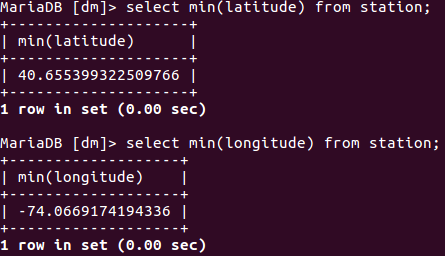 MariaDB [dm]> select min(latitude) from station;
+--------------------+
| min(latitude)      |
+--------------------+
| 40.655399322509766 |
+--------------------+
1 row in set (0.00 sec)

MariaDB [dm]> select min(longitude) from station;
+-------------------+
| min(longitude)    |
+-------------------+
| -74.0669174194336 |
+-------------------+
1 row in set (0.00 sec)